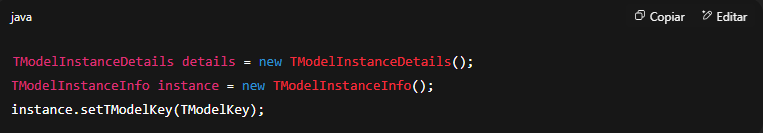 java
Copiar
Editar
TModelInstanceDetails details = new TModelInstanceDetails();
TModelInstanceInfo instance = new TModelInstanceInfo();
instance.setTModelKey(TModelKey);